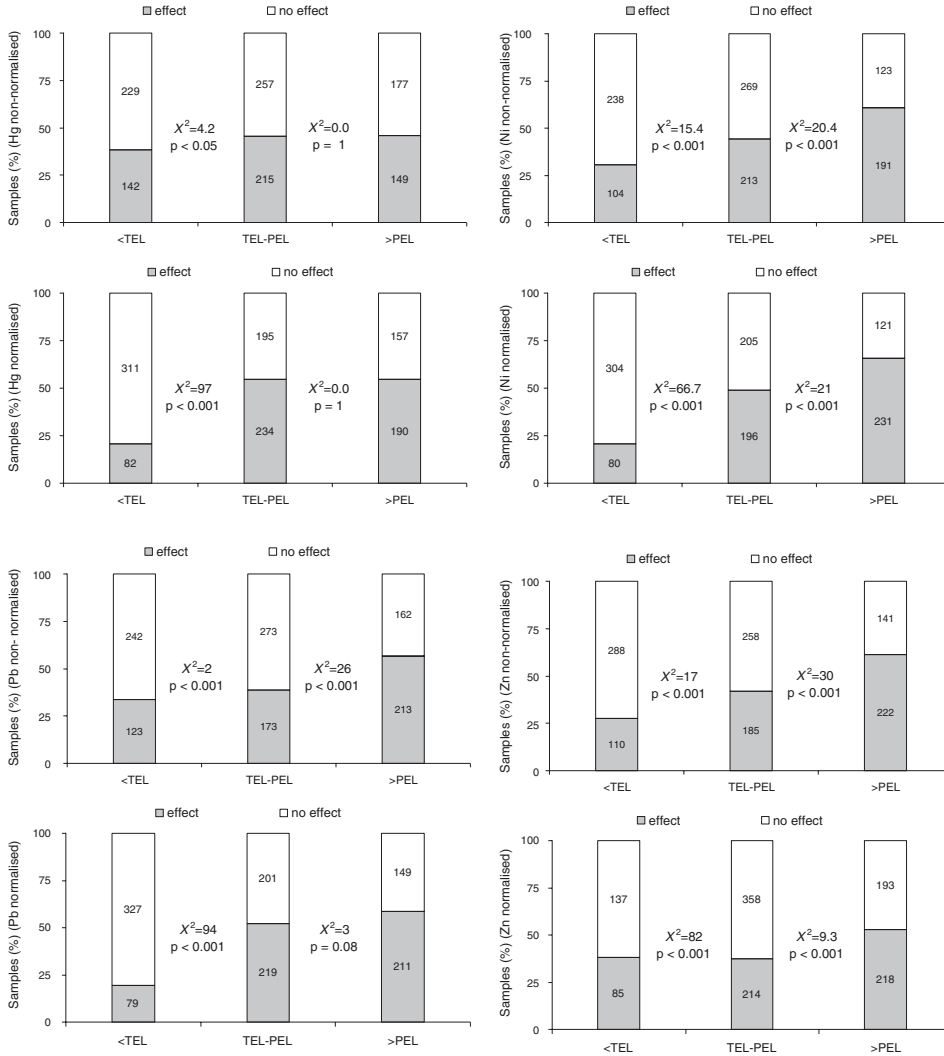 effect no effect
Samples (%) (Hg non-normalised)
100
75
50
25
0
229
142
X2=4.2
p < 0.05
257
215
X2=0.0
p = 1
177
149
<TEL TEL-PEL >PEL
effect no effect
Samples (%) (Ni non-normalised)
100
75
50
25
0
238
104
X2=15.4
p < 0.001
269
213
X2=20.4
p < 0.001
123
191
<TEL TEL-PEL >PEL
effect no effect
Samples (%) (Hg normalised)
100
75
50
25
0
311
82
X2=97
p < 0.001
195
234
X2=0.0
p = 1
157
190
<TEL TEL-PEL >PEL
effect no effect
Samples (%) (Ni normalised)
100
75
50
25
0
304
80
X2=66.7
p < 0.001
205
196
X2=21
p < 0.001
121
231
<TEL TEL-PEL >PEL
effect no effect
Samples (%) (Pb non- normalised)
100
75
50
25
0
242
123
X2=2
p < 0.001
273
173
X2=26
p < 0.001
162
213
<TEL TEL-PEL >PEL
effect no effect
Samples (%) (Zn non-normalised)
100
75
50
25
0
288
110
X2=17
p < 0.001
258
185
X2=30
p < 0.001
141
222
<TEL TEL-PEL >PEL
effect no effect
Samples (%) (Pb normalised)
100
75
50
25
0
327
79
X2=94
p < 0.001
201
219
X2=3
p = 0.08
149
211
<TEL TEL-PEL >PEL
effect no effect
Samples (%) (Zn normalised)
100
75
50
25
0
137
85
X2=82
p < 0.001
358
214
X2=9.3
p < 0.001
193
218
<TEL TEL-PEL >PEL